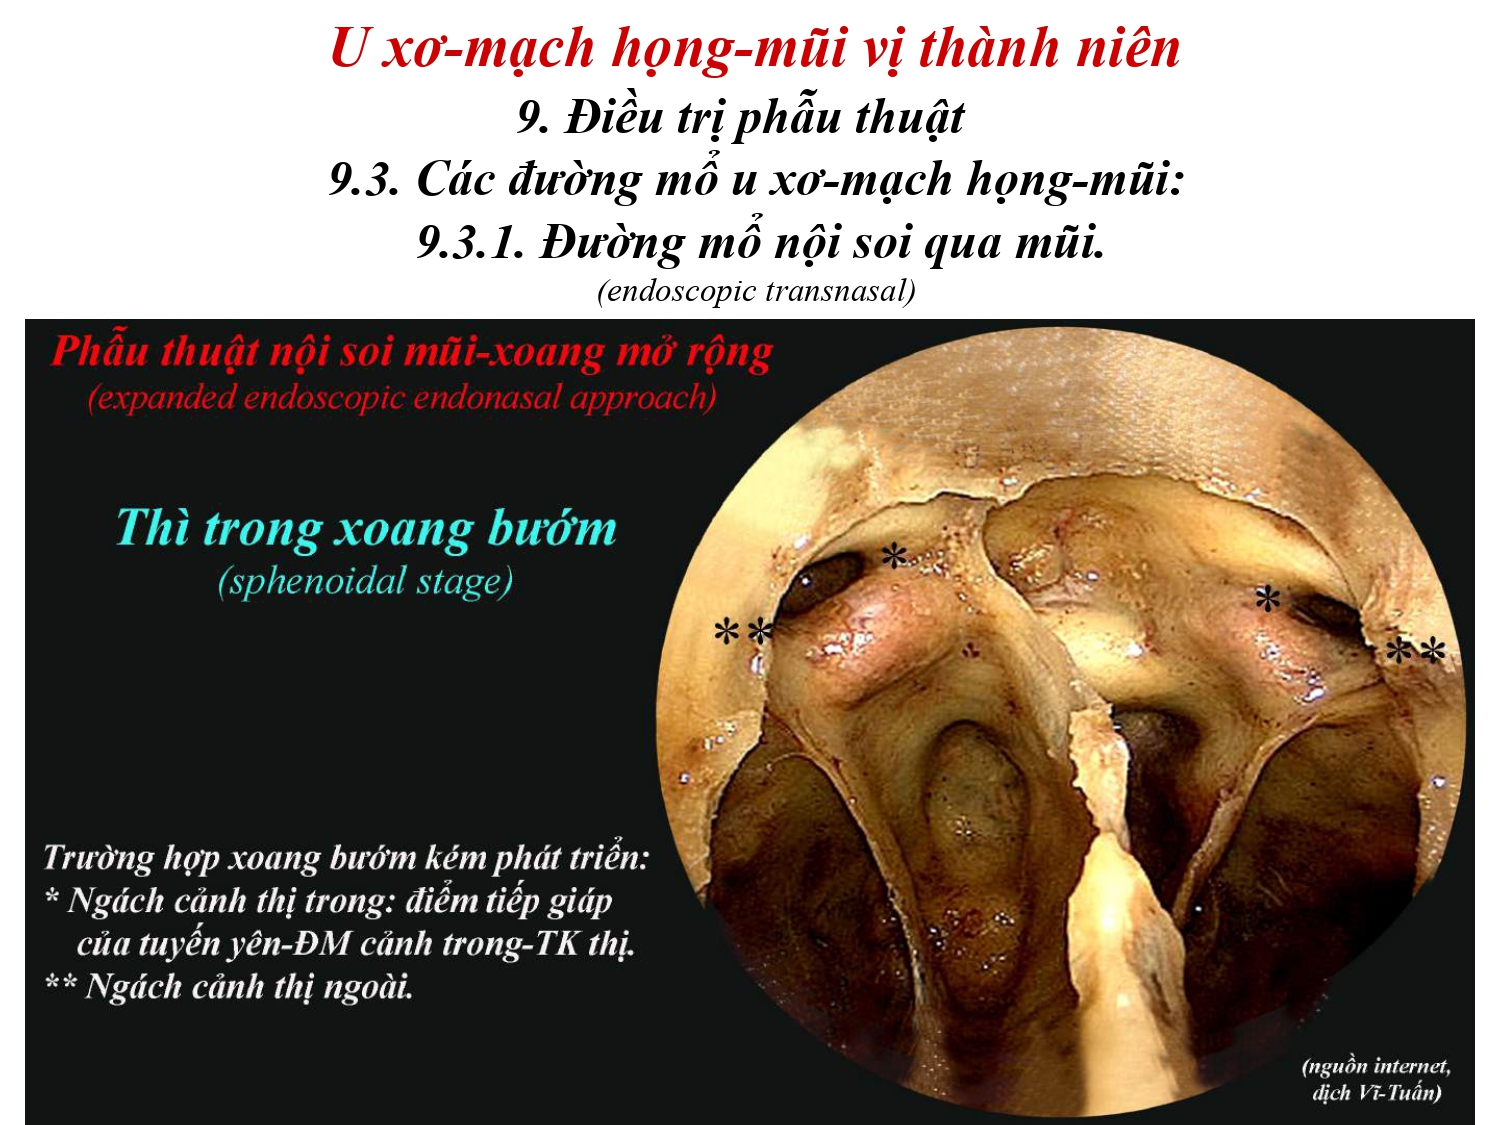 U xơ-mạch họng-mũi vị thành niên
9. Điều trị phẫu thuật
9.3. Các đường mổ u xơ-mạch họng-mũi:
9.3.1. Đường mổ nội soi qua mũi.
(endoscopic transnasal)
Phẫu thuật nội soi mũi-xoang mở rộng
(expanded endoscopic endonasal approach)
Thì trong xoang bướm
(sphenoidal stage)
*
*
**
**
Trường hợp xoang bướm kém phát triển:
* Ngách cảnh thị trong: điểm tiếp giáp
của tuyến yên-ĐM cảnh trong-TK thị.
** Ngách cảnh thị ngoài.
(nguồn internet,
dịch Vĩ-Tuấn)